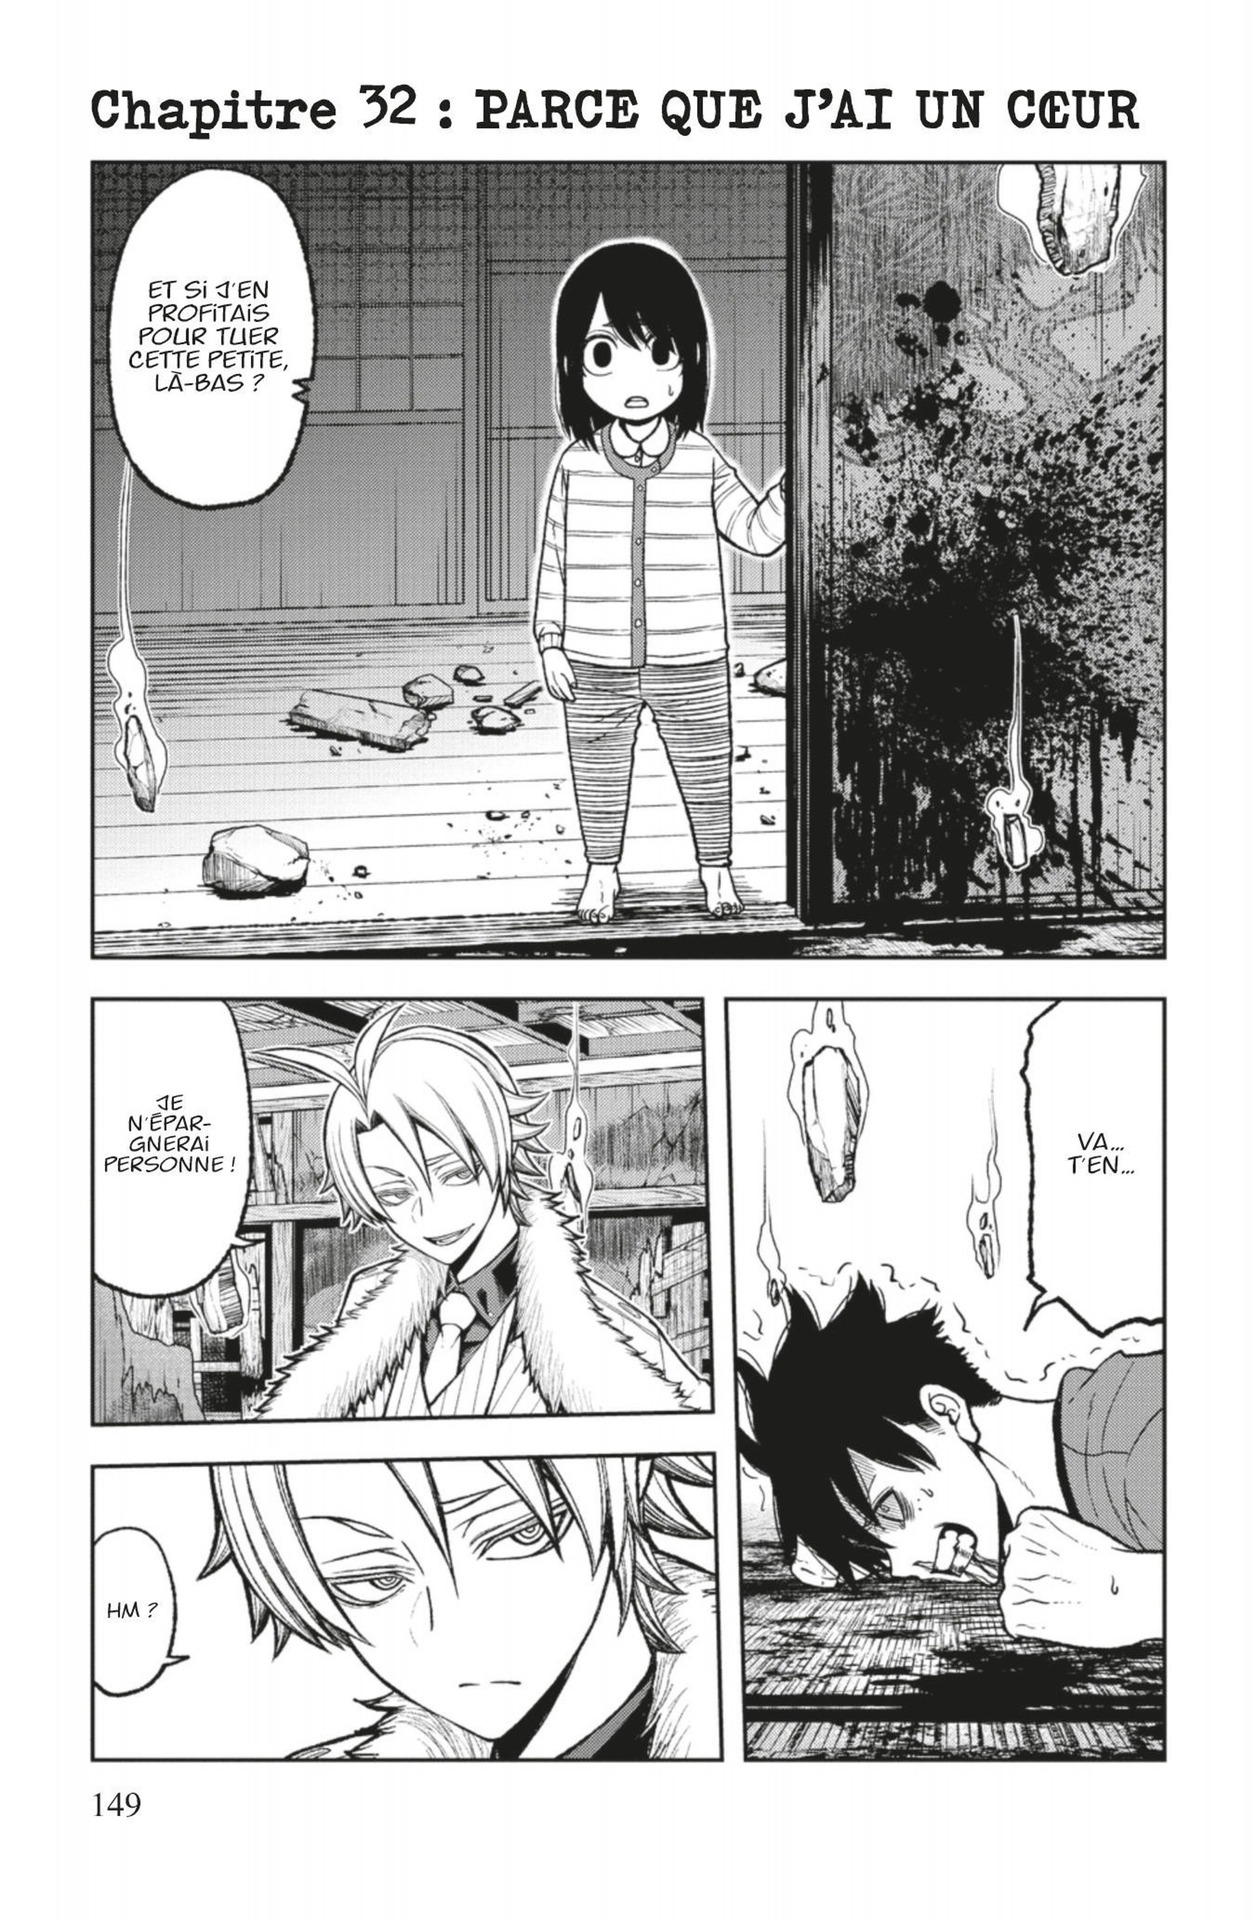 Chapitre 32 : PARCE QUE J'AI UN CŒUR
ET SI J'EN
PROFITAIS
POUR TUER
CETTE PETITE,
LÀ-BAS ?
VA...
T'EN...
JE
N'ÉPAR-
GNERAI
PERSONNE !
HM ?
149